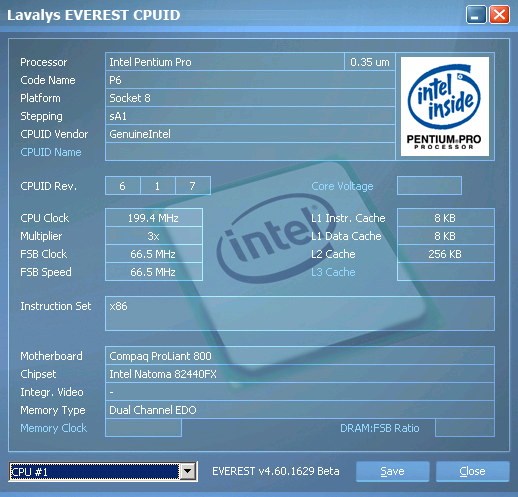 Lavalys EVEREST CPUID
Processor Intel Pentium Pro 0.35 um
Code Name P6
Platform Socket 8
Stepping sA1
CPUID Vendor GenuineIntel
CPUID Name
intel inside
PENTIUM·PRO
PROCESSOR
CPUID Rev. 6 1 7 Core Voltage
CPU Clock 199.4 MHz L1 Instr. Cache 8 KB
Multiplier 3x L1 Data Cache 8 KB
FSB Clock 66.5 MHz L2 Cache 256 KB
FSB Speed 66.5 MHz L3 Cache
intel
Instruction Set x86
Motherboard Compaq ProLiant 800
Chipset Intel Natoma 82440FX
Integr. Video -
Memory Type Dual Channel EDO
Memory Clock DRAM:FSB Ratio
CPU #1 EVEREST v4.60.1629 Beta Save Close